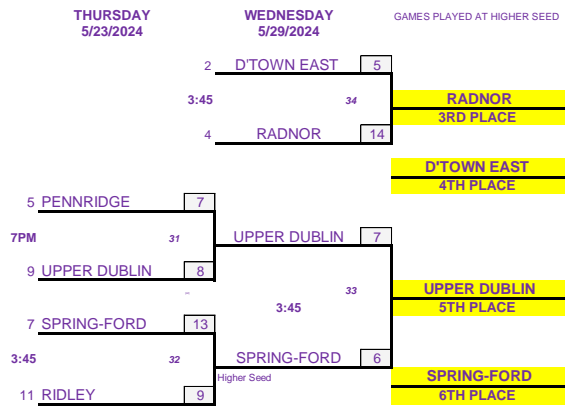 THURSDAY WEDNESDAY GAMES PLAYED AT HIGHER SEED
5/23/2024 5/29/2024
2 D'TOWN EAST 5
3:45 34 RADNOR
3RD PLACE
4 RADNOR 14
D'TOWN EAST
4TH PLACE
5 PENNRIDGE 7
7PM 31 UPPER DUBLIN 7
9 UPPER DUBLIN 8
33 UPPER DUBLIN
3:45 5TH PLACE
7 SPRING-FORD 13
3:45 32 SPRING-FORD 6
Higher Seed SPRING-FORD
11 RIDLEY 9 6TH PLACE